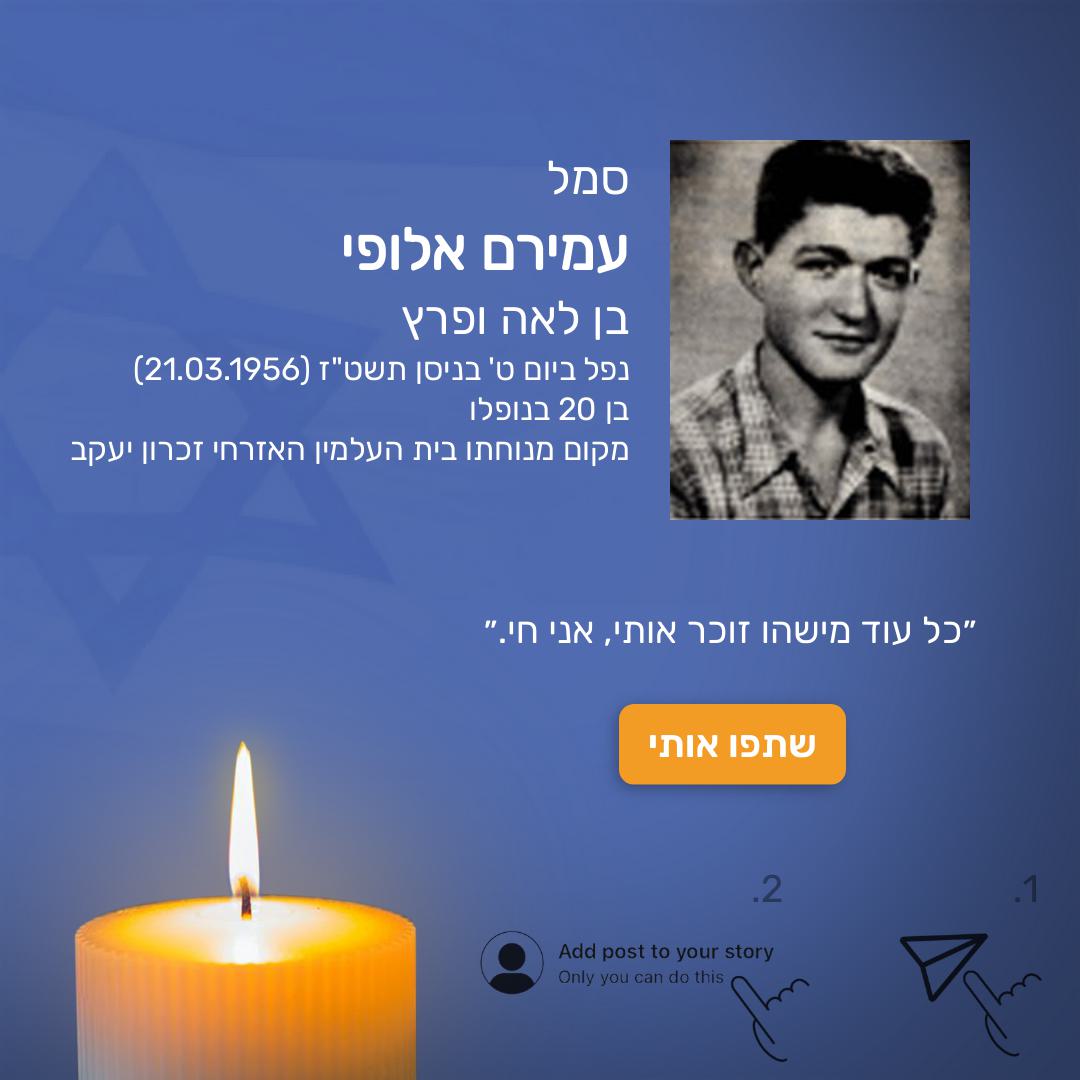 סמל
עמירם אלופי
בן לאה ופרץ
נפל ביום ט' בניסן תשט"ז (21.03.1956)
בן 20 בנופלו
מקום מנוחתו בית העלמין האזרחי זכרון יעקב
״כל עוד מישהו זוכר אותי, אני חי.״
שתפו אותי
1.
2.
Add post to your story
Only you can do this